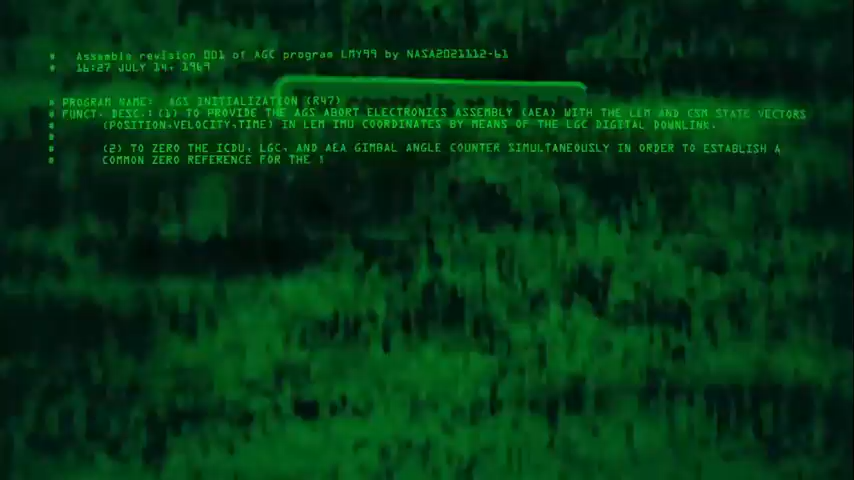 # Assemble revision 001 of AGC program LMY99 by NASA2021112-61
# 16:27 JULY 14, 1969
# PROGRAM NAME: AGS INITIALIZATION (R47)
# FUNCT. DESC.: (1) TO PROVIDE THE AGS ABORT ELECTRONICS ASSEMBLY (AEA) WITH THE LEM AND CSM STATE VECTORS
# (POSITION,VELOCITY,TIME) IN LEM IMU COORDINATES BY MEANS OF THE LGC DIGITAL DOWNLINK.
#
# (2) TO ZERO THE ICDU, LGC, AND AEA GIMBAL ANGLE COUNTER SIMULTANEOUSLY IN ORDER TO ESTABLISH A
# COMMON ZERO REFERENCE FOR THE